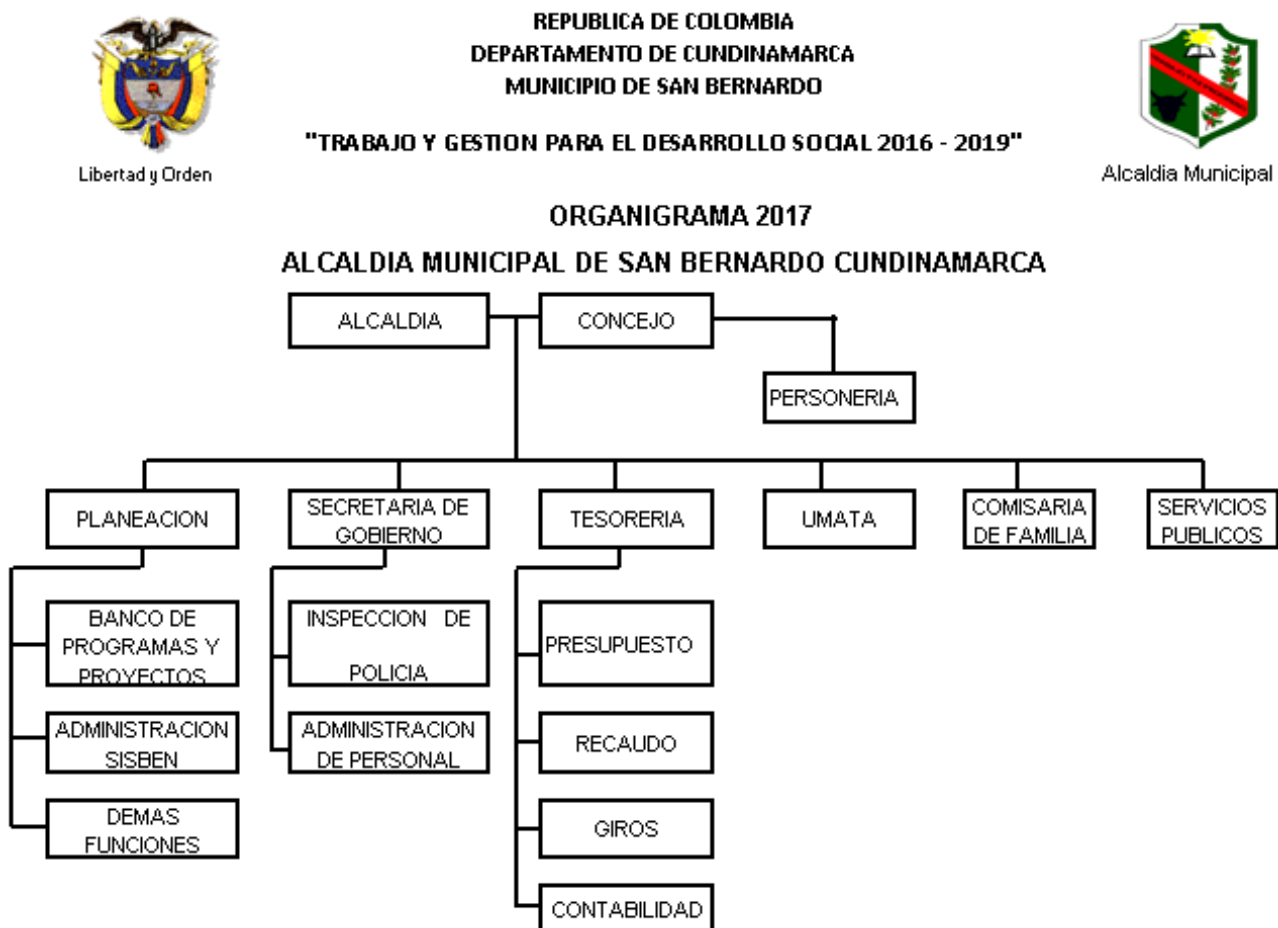 REPUBLICA DE COLOMBIA
DEPARTAMENTO DE CUNDINAMARCA
MUNICIPIO DE SAN BERNARDO
"TRABAJO Y GESTION PARA EL DESARROLLO SOCIAL 2016 - 2019"
Libertad y Orden
Alcaldia Municipal
ORGANIGRAMA 2017
ALCALDIA MUNICIPAL DE SAN BERNARDO CUNDINAMARCA
ALCALDIA
CONCEJO
PERSONERIA
PLANEACION
SECRETARIA DE
GOBIERNO
TESORERIA
UMATA
COMISARIA
DE FAMILIA
SERVICIOS
PUBLICOS
BANCO DE
PROGRAMAS Y
PROYECTOS
ADMINISTRACION
SISBEN
DEMAS
FUNCIONES
INSPECCION DE
POLICIA
ADMINISTRACION
DE PERSONAL
PRESUPUESTO
RECAUDO
GIROS
CONTABILIDAD